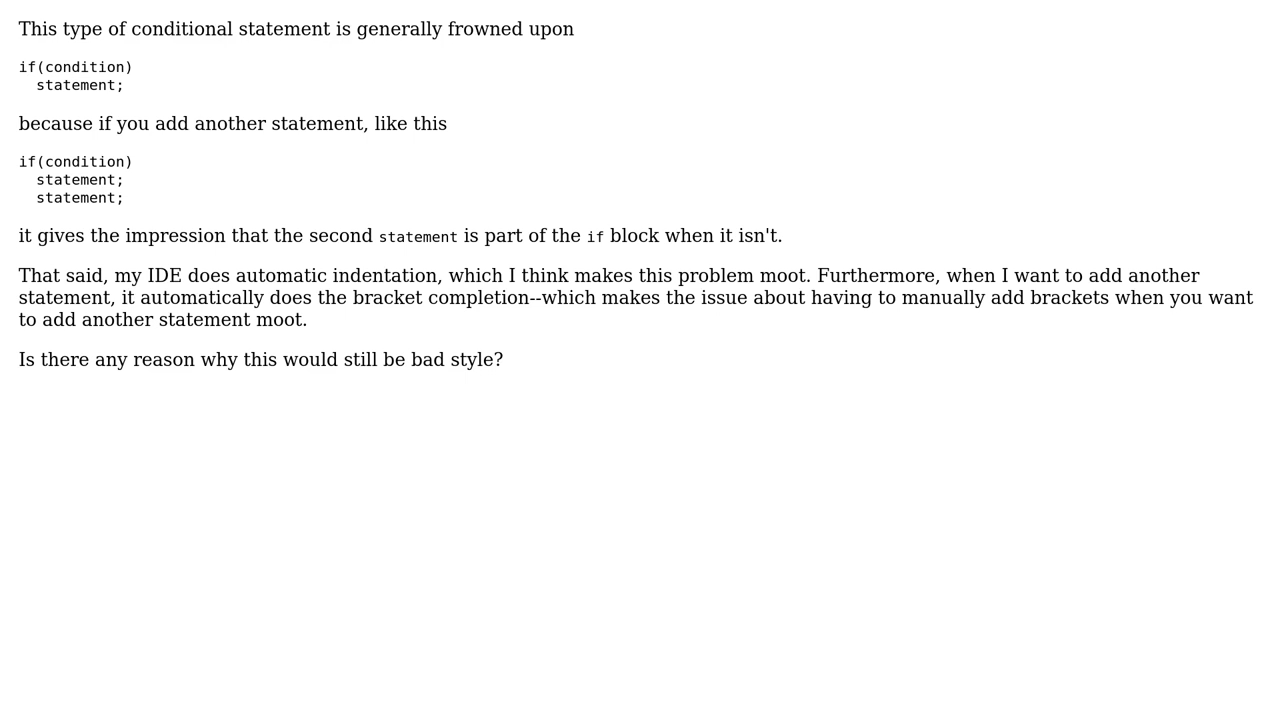 This type of conditional statement is generally frowned upon
if(condition)
  statement;
because if you add another statement, like this
if(condition)
  statement;
  statement;
it gives the impression that the second statement is part of the if block when it isn't.
That said, my IDE does automatic indentation, which I think makes this problem moot. Furthermore, when I want to add another
statement, it automatically does the bracket completion--which makes the issue about having to manually add brackets when you want
to add another statement moot.
Is there any reason why this would still be bad style?